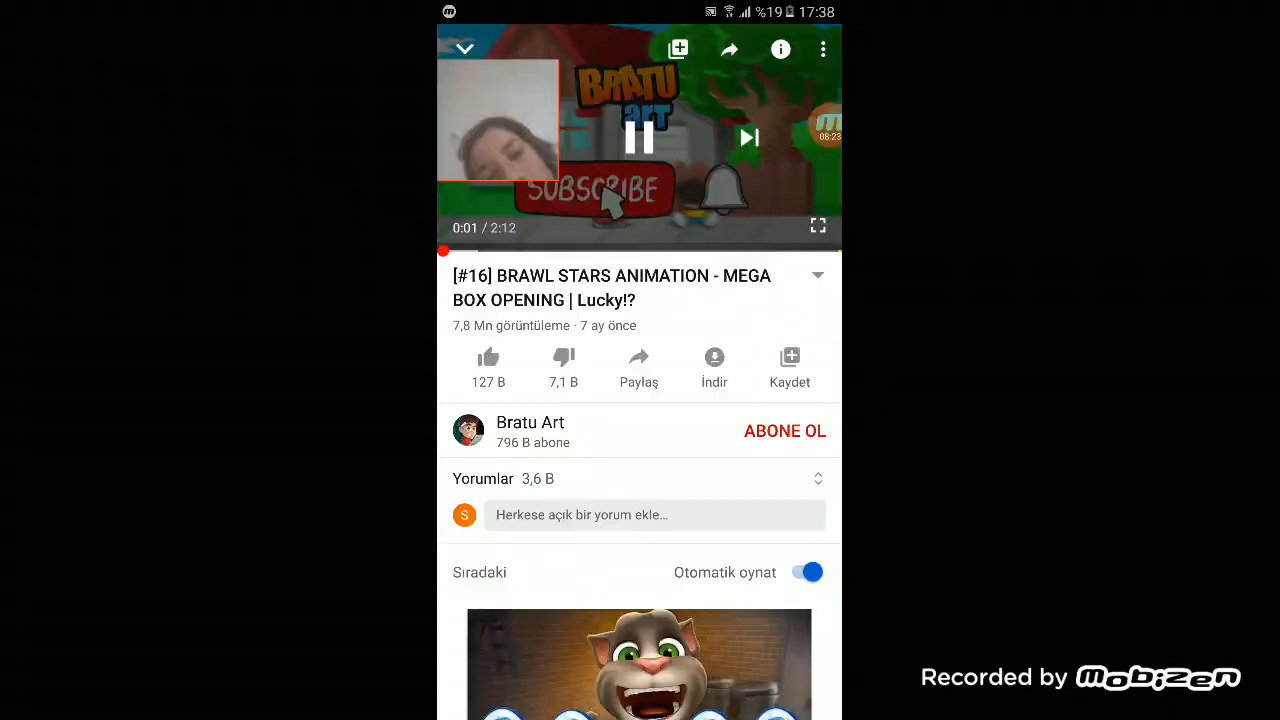 %19 17:38
BRATU
ART
08:23
SUBSCRIBE
0:01 / 2:12
[#16] BRAWL STARS ANIMATION - MEGA
BOX OPENING | Lucky!?
7,8 Mn görüntüleme · 7 ay önce
127 B 7,1 B Paylaş İndir Kaydet
Bratu Art
796 B abone
ABONE OL
Yorumlar 3,6 B
S Herkese açık bir yorum ekle...
Sıradaki Otomatik oynat
Recorded by mobizen